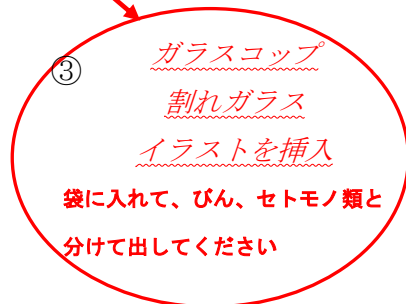 ③
ガラスコップ
割れガラス
イラストを挿入
袋に入れて、びん、セトモノ類と
分けて出してください